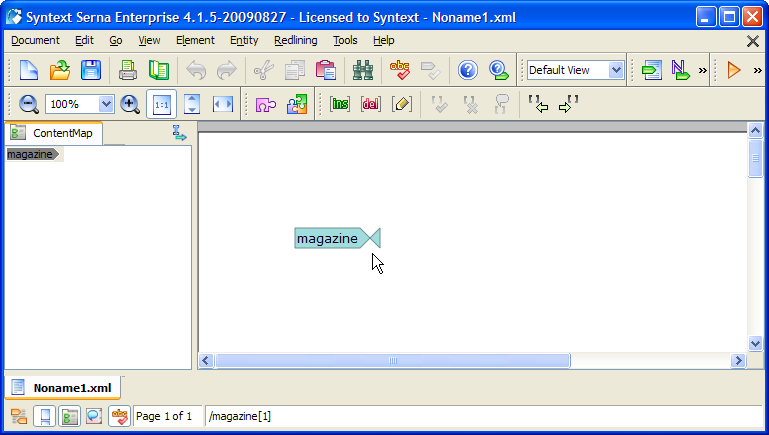 Syntext Serna Enterprise 4.1.5-20090827 - Licensed to Syntext - Noname1.xml
Document Edit Go View Element Entity Redlining Tools Help
abc ? Default View » »
100% 1:1 ins del
ContentMap
magazine
magazine
Noname1.xml
abc Page 1 of 1 /magazine[1]